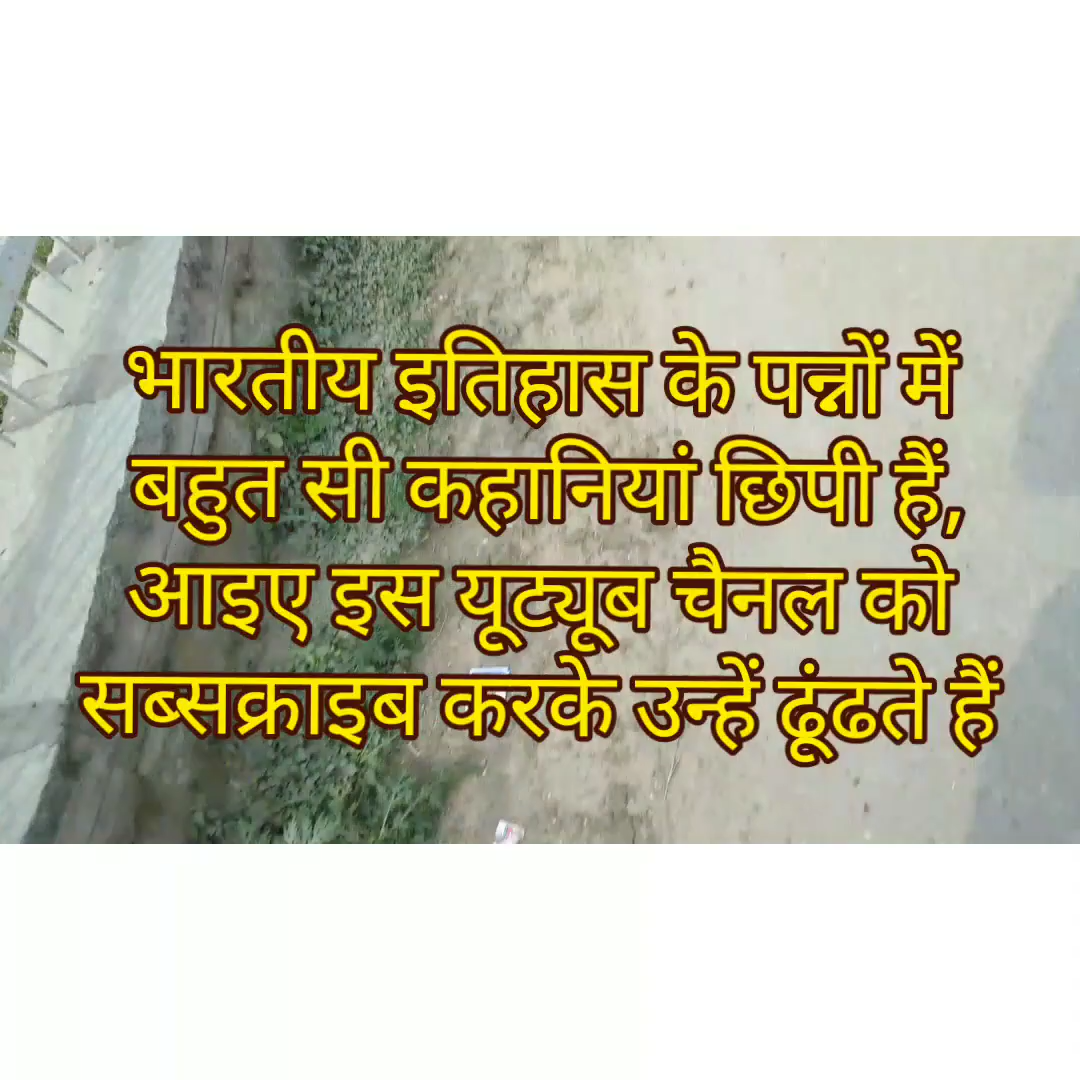 भारतीय इतिहास के पन्नों में
बहुत सी कहानियां छिपी हैं,
आइए इस यूट्यूब चैनल को
सब्सक्राइब करके उन्हें ढूंढते हैं